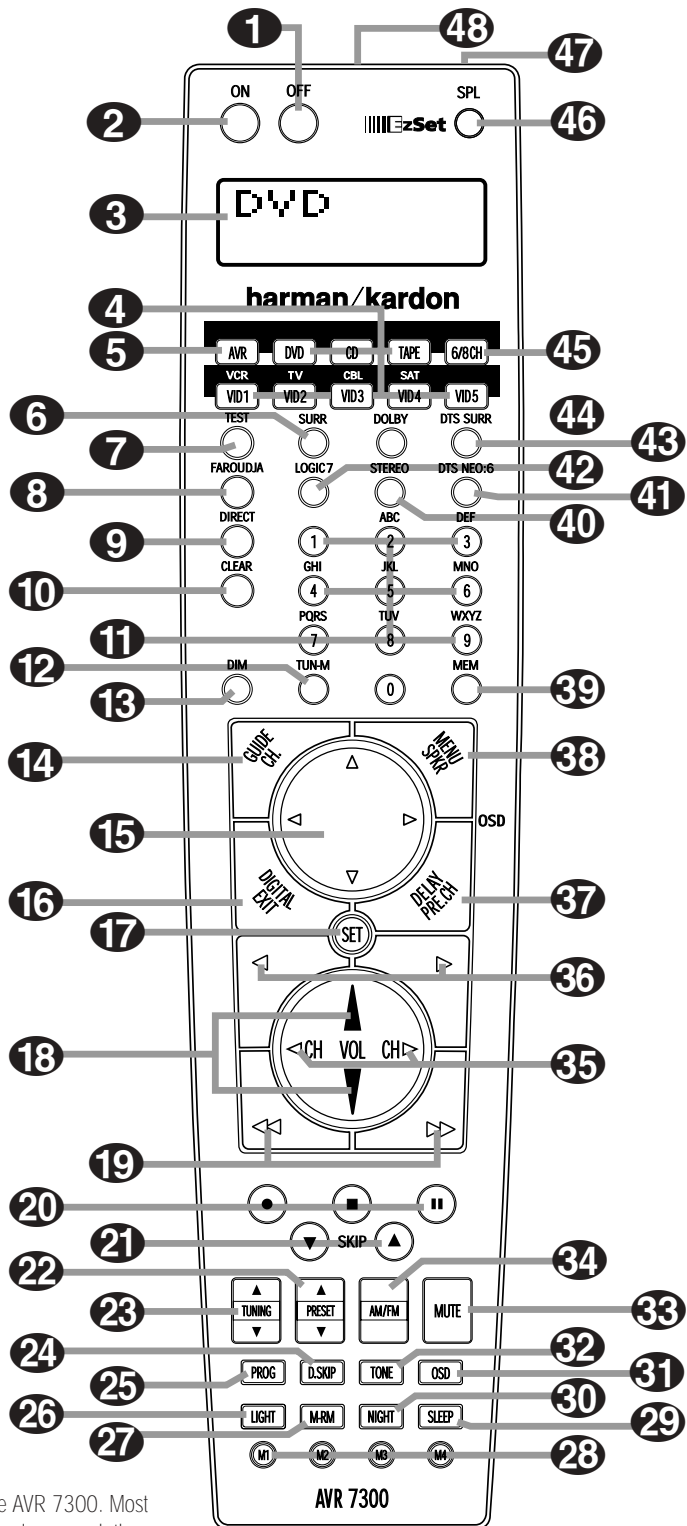 1 48
47
ON OFF SPL
2 EzSet 46
3 DVD
4 harman/kardon
5 AVR DVD CD TAPE 6/8CH 45
VCR TV CBL SAT
6 VID1 VID2 VID3 VID4 VID5
TEST SURR DOLBY DTS SURR 44
7 43
FAROUDJA LOGIC 7 STEREO DTS NEO:6 42
8 41
DIRECT ABC DEF 40
9 1 2 3
CLEAR GHI JKL MNO
10 4 5 6
PQRS TUV WXYZ
11 7 8 9
12 DIM TUN-M MEM
13 0 39
14 GUIDE CH. MENU SPKR 38
15 OSD
16 DIGITAL EXIT DELAY PRE.CH 37
17 SET
36
18 CH VOL CH 35
19
20
21 SKIP 34
22
23 TUNING PRESET AM/FM MUTE 33
24 32
25 PROG D.SKIP TONE OSD 31
26 LIGHT M-RM NIGHT SLEEP 30
27 29
M1 M2 M3 M4 28
AVR 7300
e AVR 7300. Most